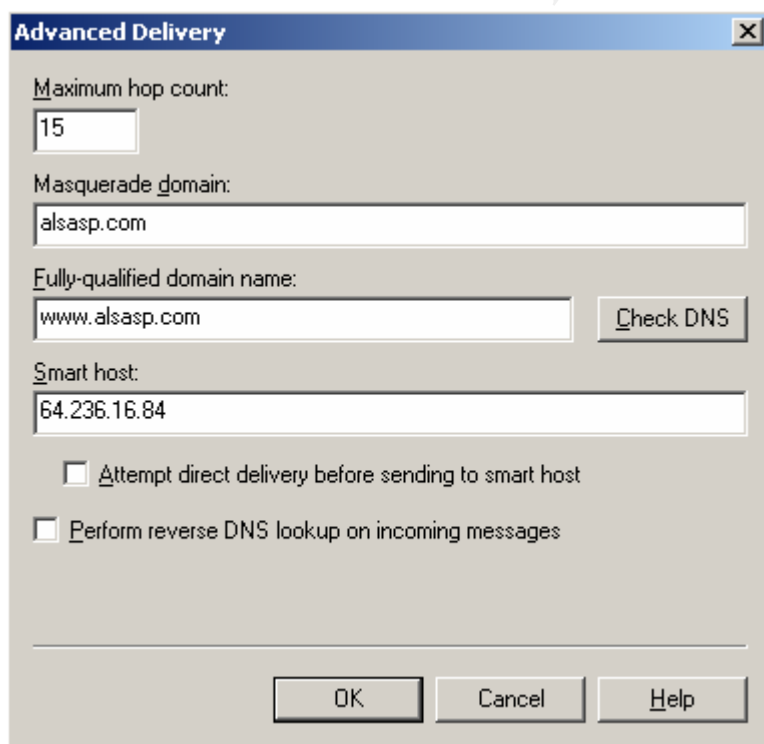 Advanced Delivery
Maximum hop count:
15
Masquerade domain:
alsasp.com
Fully-qualified domain name:
www.alsasp.com
Check DNS
Smart host:
64.236.16.84
Attempt direct delivery before sending to smart host
Perform reverse DNS lookup on incoming messages
OK Cancel Help